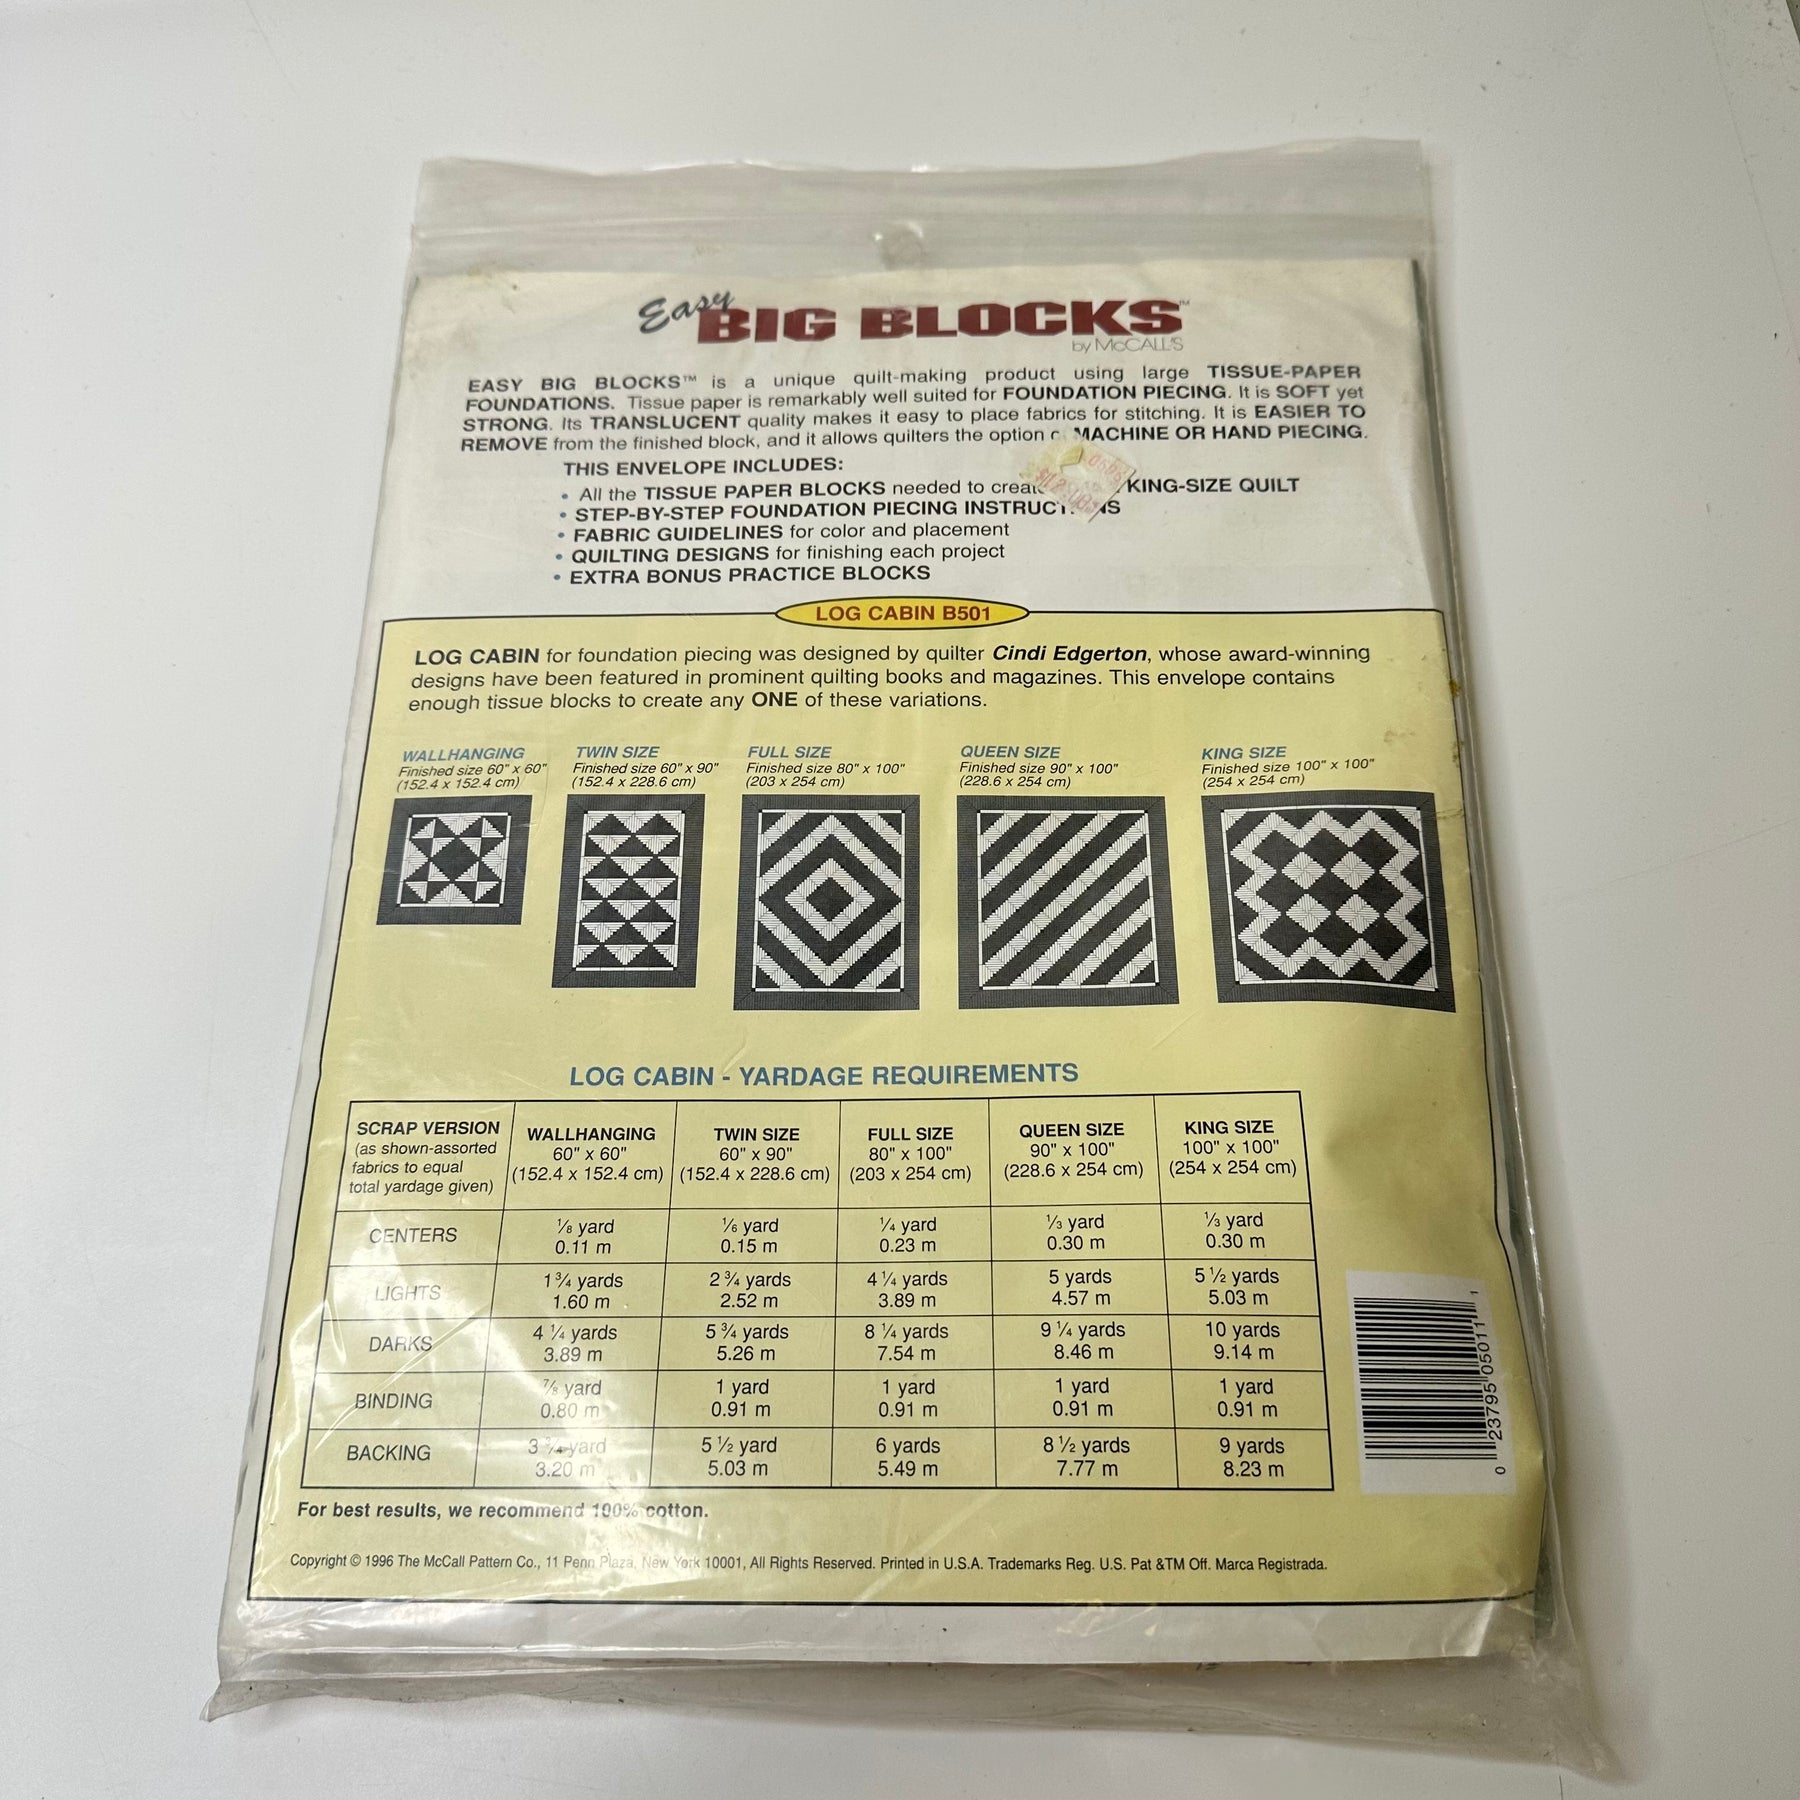 Easy BIG BLOCKS™
by McCALL'S
EASY BIG BLOCKS™ is a unique quilt-making product using large TISSUE-PAPER
FOUNDATIONS. Tissue paper is remarkably well suited for FOUNDATION PIECING. It is SOFT yet
STRONG. Its TRANSLUCENT quality makes it easy to place fabrics for stitching. It is EASIER TO
REMOVE from the finished block, and it allows quilters the option MACHINE OR HAND PIECING.
THIS ENVELOPE INCLUDES:
• All the TISSUE PAPER BLOCKS needed to KING-SIZE QUILT
• STEP-BY-STEP FOUNDATION PIECING
• FABRIC GUIDELINES for color and placement
• QUILTING DESIGNS for finishing each project
• EXTRA BONUS PRACTICE BLOCKS
LOG CABIN B501
LOG CABIN for foundation piecing was designed by quilter Cindi Edgerton, whose award-winning
designs have been featured in prominent quilting books and magazines. This envelope contains
enough tissue blocks to create any ONE of these variations.
WALLHANGING
Finished size 60" x 60"
(152.4 x 152.4 cm)
TWIN SIZE
Finished size 60" x 90"
(152.4 x 228.6 cm)
FULL SIZE
Finished size 80" x 100"
(203 x 254 cm)
QUEEN SIZE
Finished size 90" x 100"
(228.6 x 254 cm)
KING SIZE
Finished size 100" x 100"
(254 x 254 cm)
LOG CABIN - YARDAGE REQUIREMENTS
SCRAP VERSION
(as shown-assorted
fabrics to equal
total yardage given)
WALLHANGING
60" x 60"
(152.4 x 152.4 cm)
TWIN SIZE
60" x 90"
(152.4 x 228.6 cm)
FULL SIZE
80" x 100"
(203 x 254 cm)
QUEEN SIZE
90" x 100"
(228.6 x 254 cm)
KING SIZE
100" x 100"
(254 x 254 cm)
CENTERS
⅛ yard
0.11 m
⅙ yard
0.15 m
¼ yard
0.23 m
⅓ yard
0.30 m
⅓ yard
0.30 m
LIGHTS
1 ¾ yards
1.60 m
2 ¾ yards
2.52 m
4 ¼ yards
3.89 m
5 yards
4.57 m
5 ½ yards
5.03 m
DARKS
4 ¼ yards
3.89 m
5 ¾ yards
5.26 m
8 ¼ yards
7.54 m
9 ¼ yards
8.46 m
10 yards
9.14 m
BINDING
⅞ yard
0.80 m
1 yard
0.91 m
1 yard
0.91 m
1 yard
0.91 m
1 yard
0.91 m
BACKING
3 yard
3.20 m
5 ½ yard
5.03 m
6 yards
5.49 m
8 ½ yards
7.77 m
9 yards
8.23 m
For best results, we recommend 100% cotton.
Copyright © 1996 The McCall Pattern Co., 11 Penn Plaza, New York 10001, All Rights Reserved. Printed in U.S.A. Trademarks Reg. U.S. Pat &TM Off. Marca Registrada.
0 23795 05011 1